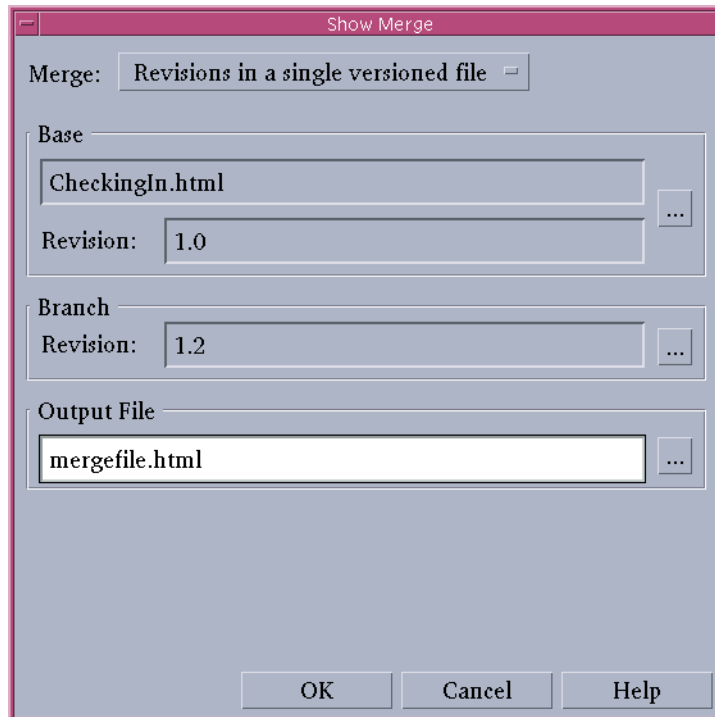 Show Merge
Merge: Revisions in a single versioned file
Base
CheckingIn.html
...
Revision: 1.0
Branch
Revision: 1.2 ...
Output File
mergefile.html ...
OK Cancel Help